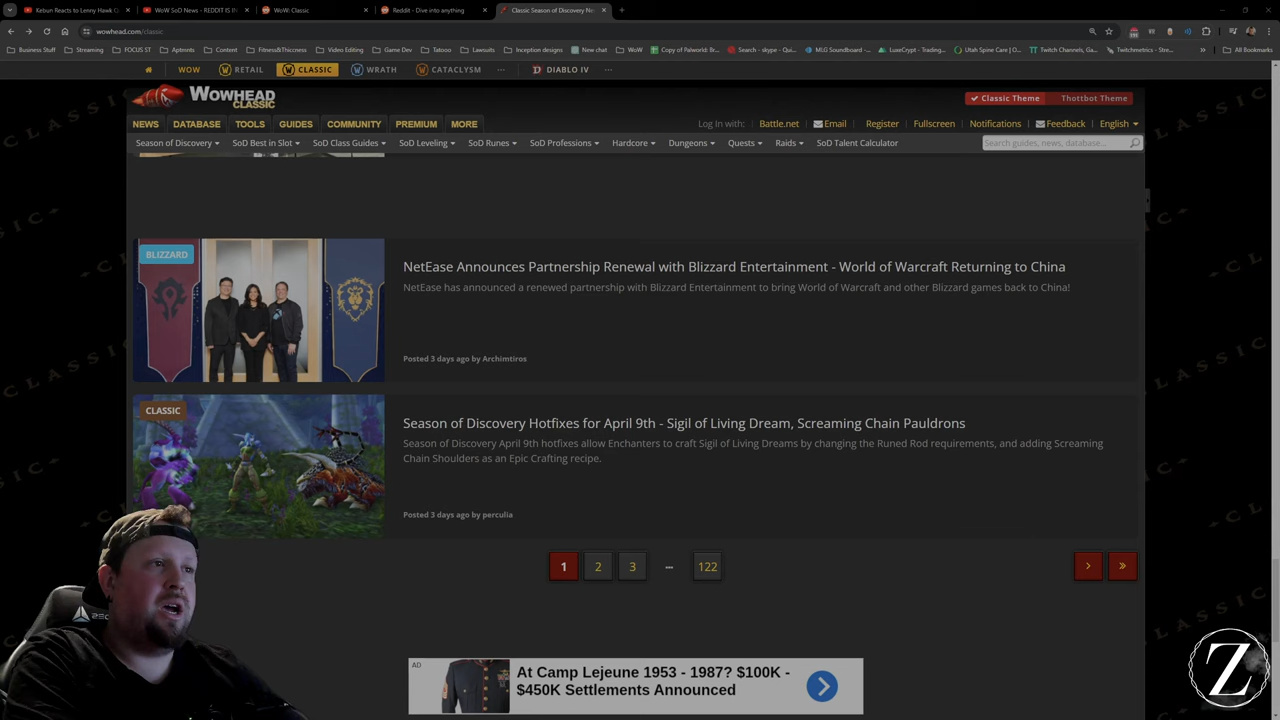 Kebun Reacts to Lenny Hawk
WoW SoD News - REDDIT IS
WoW: Classic
Reddit - Dive into anything
Classic Season of Discovery Ne
wowhead.com/classic
Business Stuff
Streaming
FOCUS ST
Aptmnts
Content
Fitness&Thiccness
Video Editing
Game Dev
Tatooo
Lawsuits
Inception designs
New chat
WoW
Copy of Palworld: Br...
Search - skype - Qui...
MLG Soundboard -...
LuxeCrypt - Trading...
Utah Spine Care | O...
Twitch Channels, Ga...
Twitchmetrics - Stre...
All Bookmarks
WOW
RETAIL
CLASSIC
WRATH
CATACLYSM
...
DIABLO IV
...
WOWHEAD
CLASSIC
Classic Theme
Thottbot Theme
NEWS
DATABASE
TOOLS
GUIDES
COMMUNITY
PREMIUM
MORE
Log In with:
Battle.net
Email
Register
Fullscreen
Notifications
Feedback
English
Season of Discovery
SoD Best in Slot
SoD Class Guides
SoD Leveling
SoD Runes
SoD Professions
Hardcore
Dungeons
Quests
Raids
SoD Talent Calculator
Search guides, news, database...
BLIZZARD
NetEase Announces Partnership Renewal with Blizzard Entertainment - World of Warcraft Returning to China
NetEase has announced a renewed partnership with Blizzard Entertainment to bring World of Warcraft and other Blizzard games back to China!
Posted 3 days ago by Archimtiros
CLASSIC
Season of Discovery Hotfixes for April 9th - Sigil of Living Dream, Screaming Chain Pauldrons
Season of Discovery April 9th hotfixes allow Enchanters to craft Sigil of Living Dreams by changing the Runed Rod requirements, and adding Screaming
Chain Shoulders as an Epic Crafting recipe.
Posted 3 days ago by perculia
1
2
3
...
122
AD
At Camp Lejeune 1953 - 1987? $100K -
$450K Settlements Announced
Z